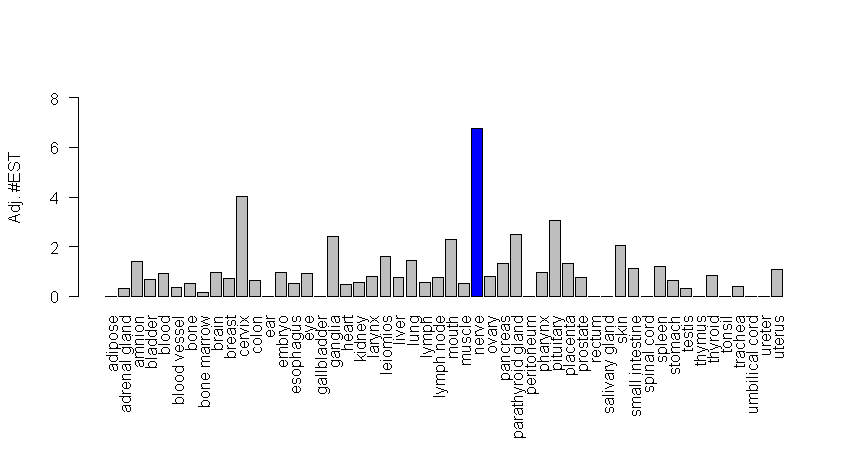 Adj. #EST
8
6
4
2
0
adipose
adrenal gland
amnion
bladder
blood
blood vessel
bone
bone marrow
brain
breast
cervix
colon
ear
embryo
esophagus
eye
gallbladder
ganglia
heart
kidney
larynx
leiomios
liver
lung
lymph
lymph node
mouth
muscle
nerve
ovary
pancreas
parathyroid gland
peritoneum
pharynx
pituitary
placenta
prostate
rectum
salivary gland
skin
small intestine
spinal cord
spleen
stomach
testis
thymus
thyroid
tonsil
trachea
umbilical cord
ureter
uterus